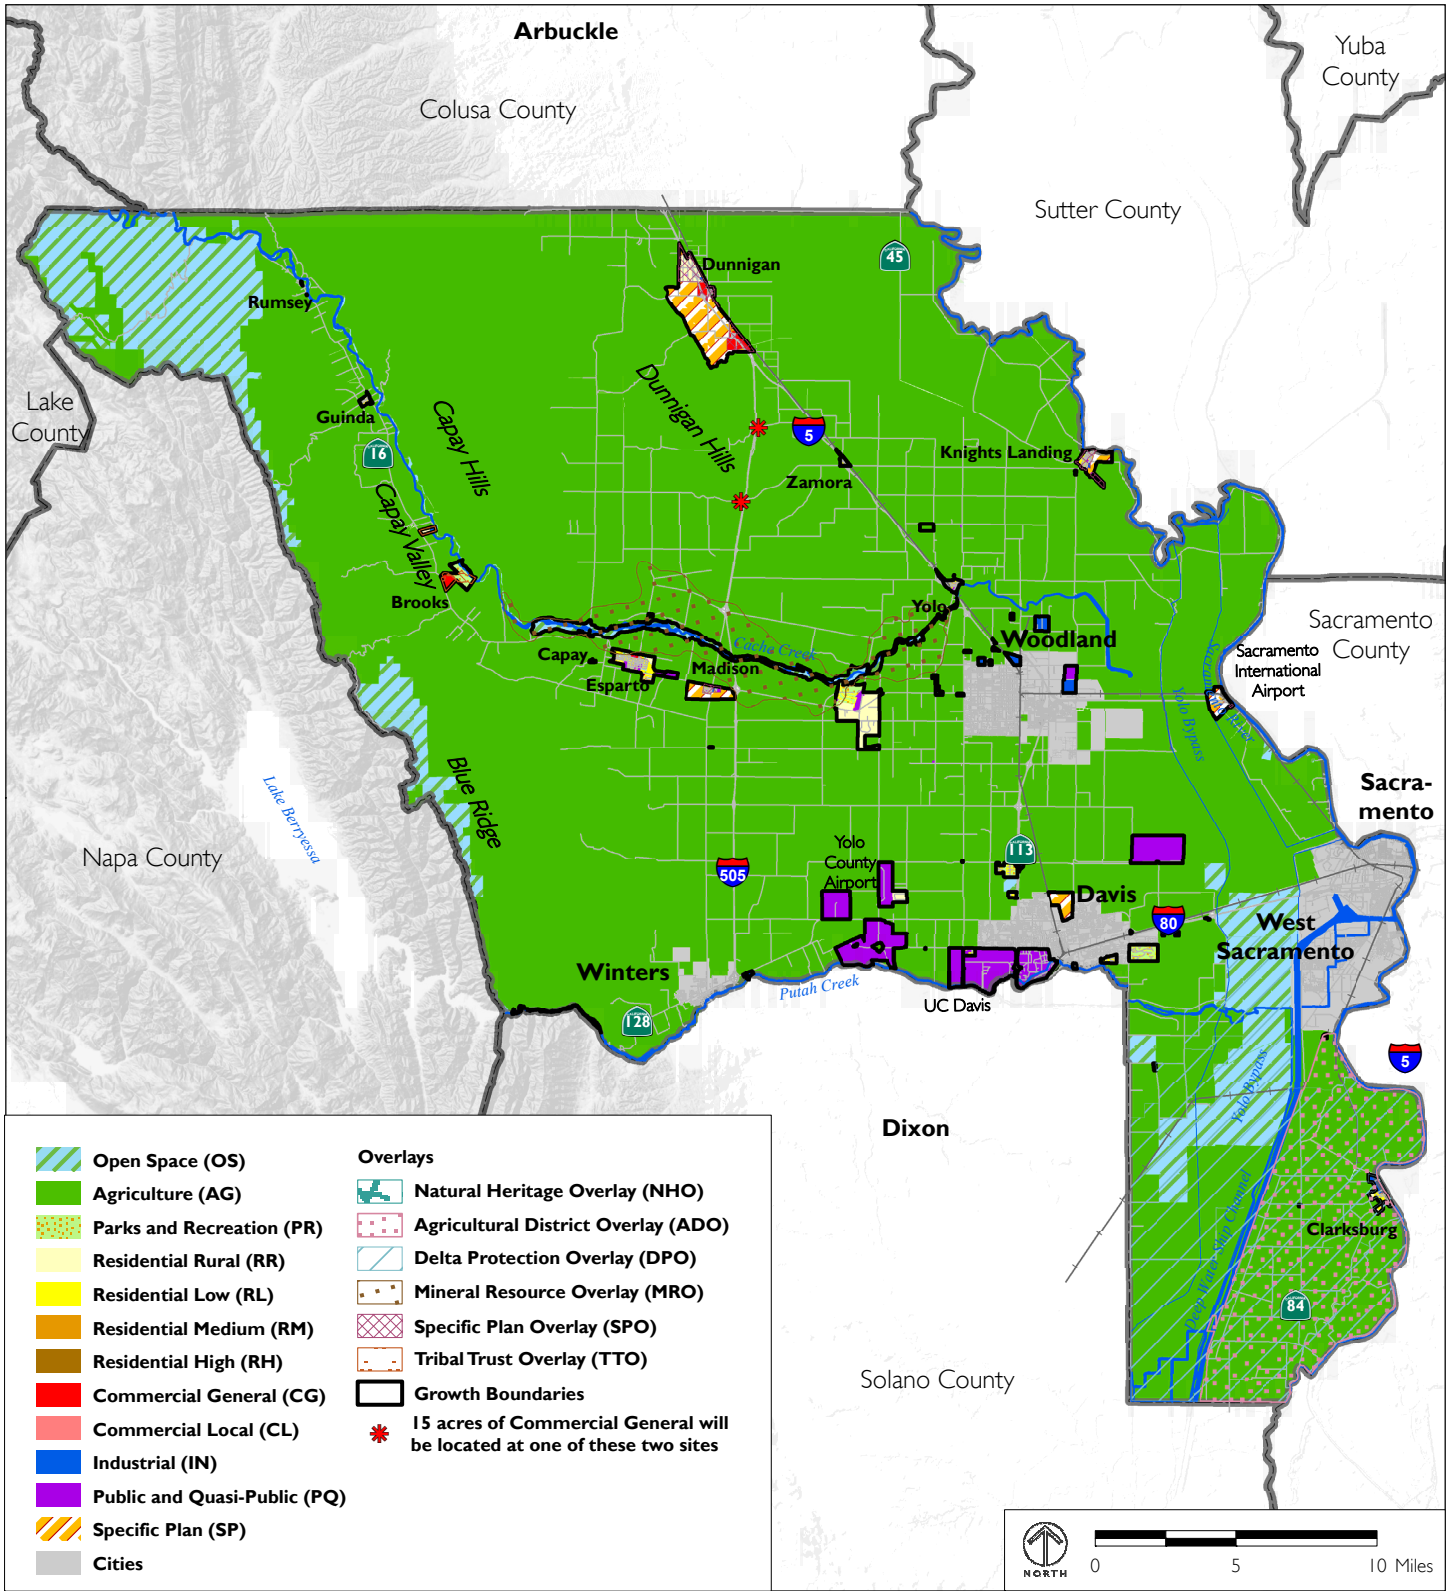 Arbuckle
Yuba
County
Colusa County
Sutter County
45
Dunnigan
Rumsey
Lake
County
Guinda
16
Capay Hills
Dunnigan Hills
5
Zamora
Knights Landing
Capay Valley
Brooks
Yolo
Woodland
Sacramento
County
Sacramento
International
Airport
Capay
Cache Creek
Madison
Esparto
Sacramento River
Yolo Bypass
Blue Ridge
Lake Berryessa
Sacra-
mento
Napa County
Yolo
County
Airport
113
505
Davis
80
West
Sacramento
Winters
Putah Creek
UC Davis
128
5
Yolo Bypass
Dixon
Deep Water Ship Channel
Clarksburg
84
Solano County
Open Space (OS)
Agriculture (AG)
Parks and Recreation (PR)
Residential Rural (RR)
Residential Low (RL)
Residential Medium (RM)
Residential High (RH)
Commercial General (CG)
Commercial Local (CL)
Industrial (IN)
Public and Quasi-Public (PQ)
Specific Plan (SP)
Cities
Overlays
Natural Heritage Overlay (NHO)
Agricultural District Overlay (ADO)
Delta Protection Overlay (DPO)
Mineral Resource Overlay (MRO)
Specific Plan Overlay (SPO)
Tribal Trust Overlay (TTO)
Growth Boundaries
15 acres of Commercial General will
be located at one of these two sites
NORTH
0 5 10 Miles